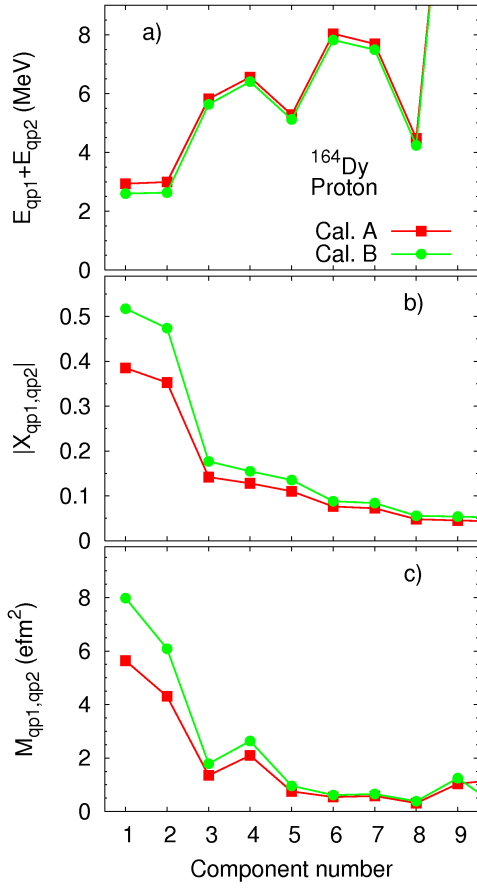 a)
E_qp1+E_qp2 (MeV)
8
6
4
2
0
^164Dy
Proton
Cal. A
Cal. B
b)
|X_qp1,qp2|
0.5
0.4
0.3
0.2
0.1
0
c)
M_qp1,qp2 (efm^2)
8
6
4
2
0
1 2 3 4 5 6 7 8 9
Component number